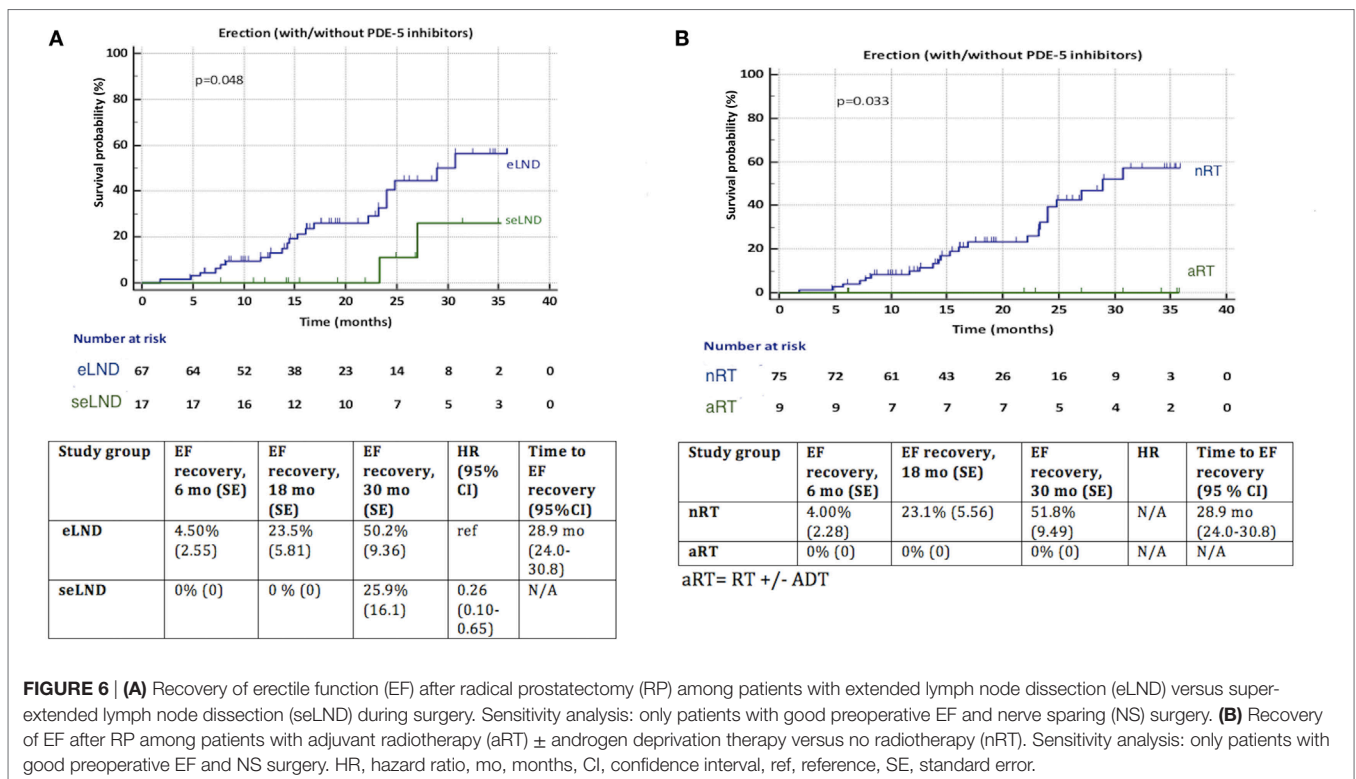 A
Erection (with/without PDE-5 inhibitors)
100
80
60
40
20
0
Survival probability (%)
p=0.048
eLND
seLND
0 5 10 15 20 25 30 35 40
Time (months)
Number at risk
eLND 67 64 52 38 23 14 8 2 0
seLND 17 17 16 12 10 7 5 3 0
Study group EF recovery, 6 mo (SE) EF recovery, 18 mo (SE) EF recovery, 30 mo (SE) HR (95% CI) Time to EF recovery (95%CI)
eLND 4.50% (2.55) 23.5% (5.81) 50.2% (9.36) ref 28.9 mo (24.0-30.8)
seLND 0% (0) 0 % (0) 25.9% (16.1) 0.26 (0.10-0.65) N/A
B
Erection (with/without PDE-5 inhibitors)
100
80
60
40
20
0
Survival probability (%)
p=0.033
nRT
aRT
0 5 10 15 20 25 30 35 40
Time (months)
Number at risk
nRT 75 72 61 43 26 16 9 3 0
aRT 9 9 7 7 7 5 4 2 0
Study group EF recovery, 6 mo (SE) EF recovery, 18 mo (SE) EF recovery, 30 mo (SE) HR Time to EF recovery (95 % CI)
nRT 4.00% (2.28) 23.1% (5.56) 51.8% (9.49) N/A 28.9 mo (24.0-30.8)
aRT 0% (0) 0% (0) 0% (0) N/A N/A
aRT= RT +/- ADT
FIGURE 6 | (A) Recovery of erectile function (EF) after radical prostatectomy (RP) among patients with extended lymph node dissection (eLND) versus super-
extended lymph node dissection (seLND) during surgery. Sensitivity analysis: only patients with good preoperative EF and nerve sparing (NS) surgery. (B) Recovery
of EF after RP among patients with adjuvant radiotherapy (aRT) ± androgen deprivation therapy versus no radiotherapy (nRT). Sensitivity analysis: only patients with
good preoperative EF and NS surgery. HR, hazard ratio, mo, months, CI, confidence interval, ref, reference, SE, standard error.